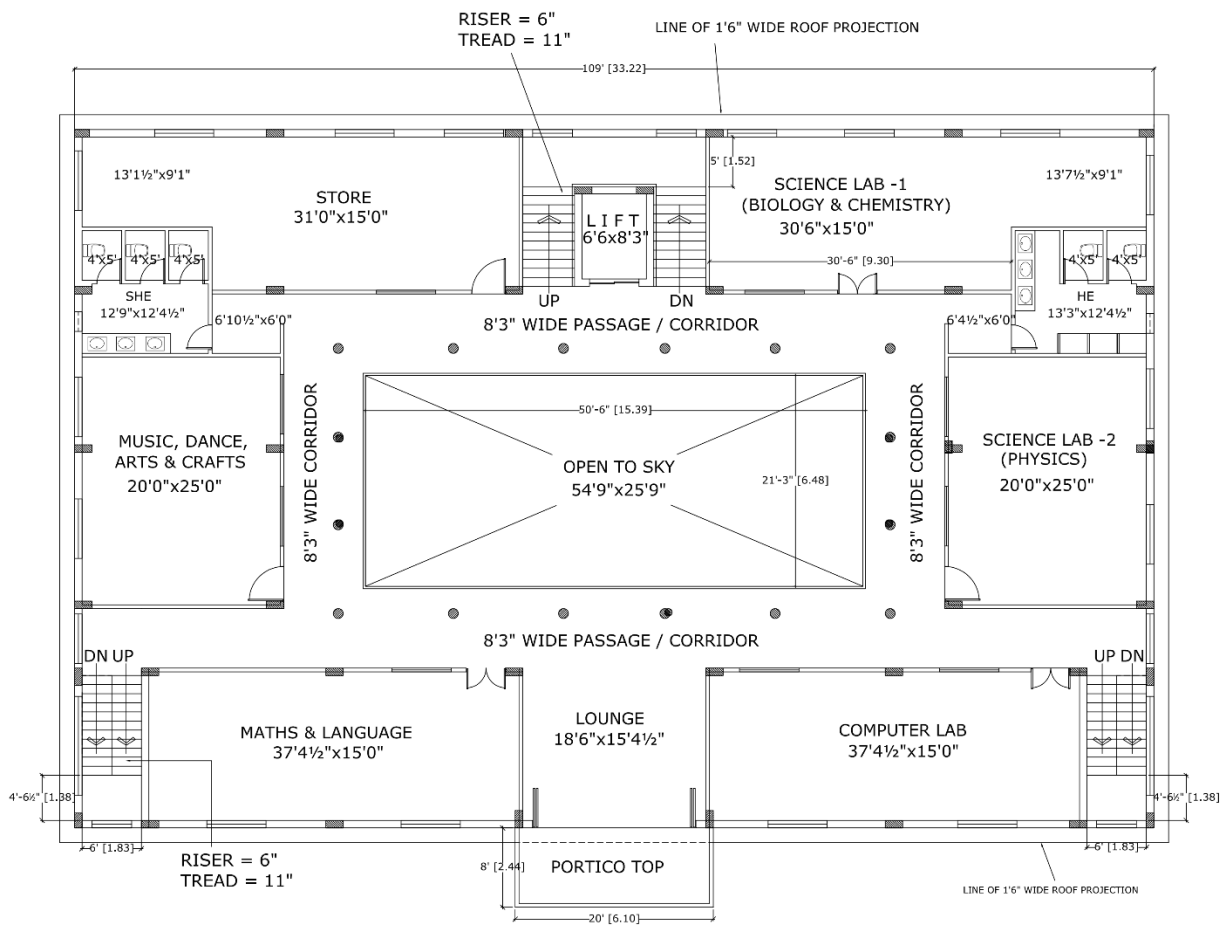 RISER = 6"
TREAD = 11"
LINE OF 1'6" WIDE ROOF PROJECTION
109' [33.22]
13'1½"x9'1"
STORE
31'0"x15'0"
LIFT
6'6x8'3"
5' [1.52]
SCIENCE LAB -1
(BIOLOGY & CHEMISTRY)
30'6"x15'0"
13'7½"x9'1"
30'-6" [9.30]
4'x5'
4'x5'
4'x5'
4'x5'
4'x5'
SHE
12'9"x12'4½"
6'10½"x6'0"
UP
DN
8'3" WIDE PASSAGE / CORRIDOR
6'4½"x6'0"
HE
13'3"x12'4½"
MUSIC, DANCE,
ARTS & CRAFTS
20'0"x25'0"
8'3" WIDE CORRIDOR
50'-6" [15.39]
OPEN TO SKY
54'9"x25'9"
21'-3" [6.48]
8'3" WIDE CORRIDOR
SCIENCE LAB -2
(PHYSICS)
20'0"x25'0"
8'3" WIDE PASSAGE / CORRIDOR
DN UP
UP DN
MATHS & LANGUAGE
37'4½"x15'0"
LOUNGE
18'6"x15'4½"
COMPUTER LAB
37'4½"x15'0"
4'-6½" [1.38]
4'-6½" [1.38]
6' [1.83]
6' [1.83]
RISER = 6"
TREAD = 11"
8' [2.44]
PORTICO TOP
20' [6.10]
LINE OF 1'6" WIDE ROOF PROJECTION